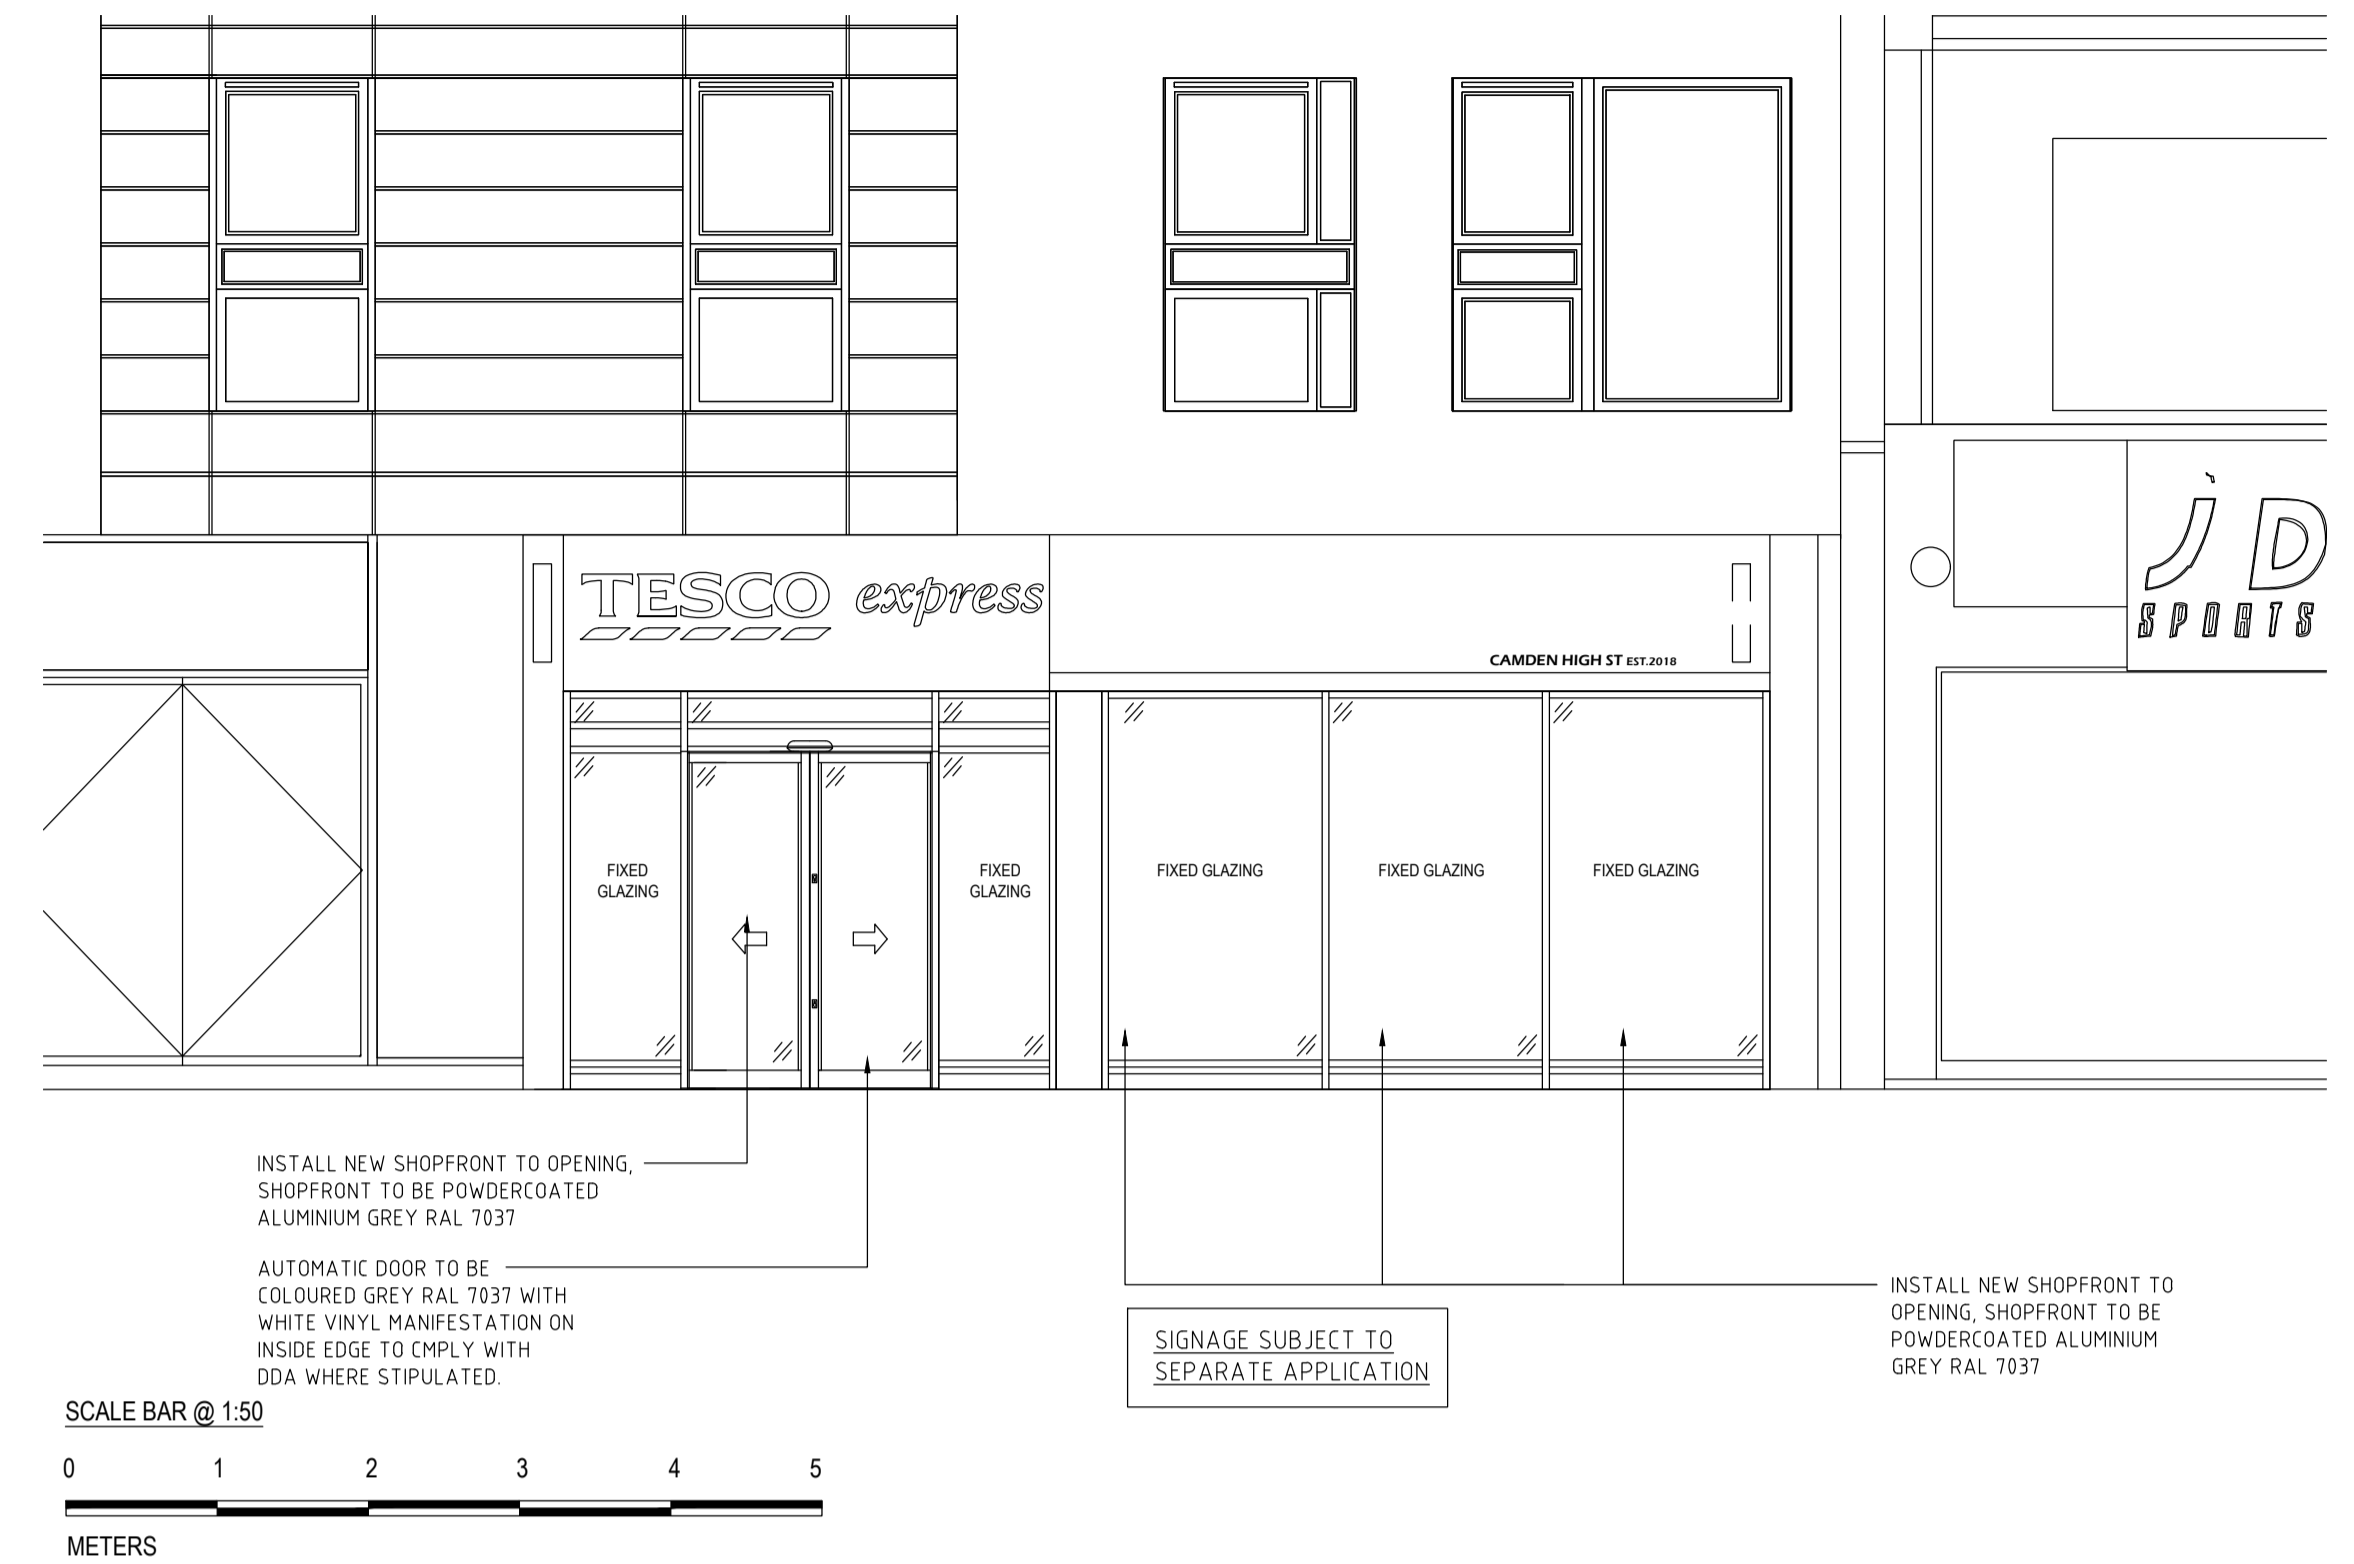 JD
SPORTS
TESCO express
CAMDEN HIGH ST EST.2018
FIXED
GLAZING
FIXED
GLAZING
FIXED GLAZING
FIXED GLAZING
FIXED GLAZING
INSTALL NEW SHOPFRONT TO OPENING,
SHOPFRONT TO BE POWDERCOATED
ALUMINIUM GREY RAL 7037
AUTOMATIC DOOR TO BE
COLOURED GREY RAL 7037 WITH
WHITE VINYL MANIFESTATION ON
INSIDE EDGE TO CMPLY WITH
DDA WHERE STIPULATED.
SIGNAGE SUBJECT TO
SEPARATE APPLICATION
INSTALL NEW SHOPFRONT TO
OPENING, SHOPFRONT TO BE
POWDERCOATED ALUMINIUM
GREY RAL 7037
SCALE BAR @ 1:50
0 1 2 3 4 5
METERS